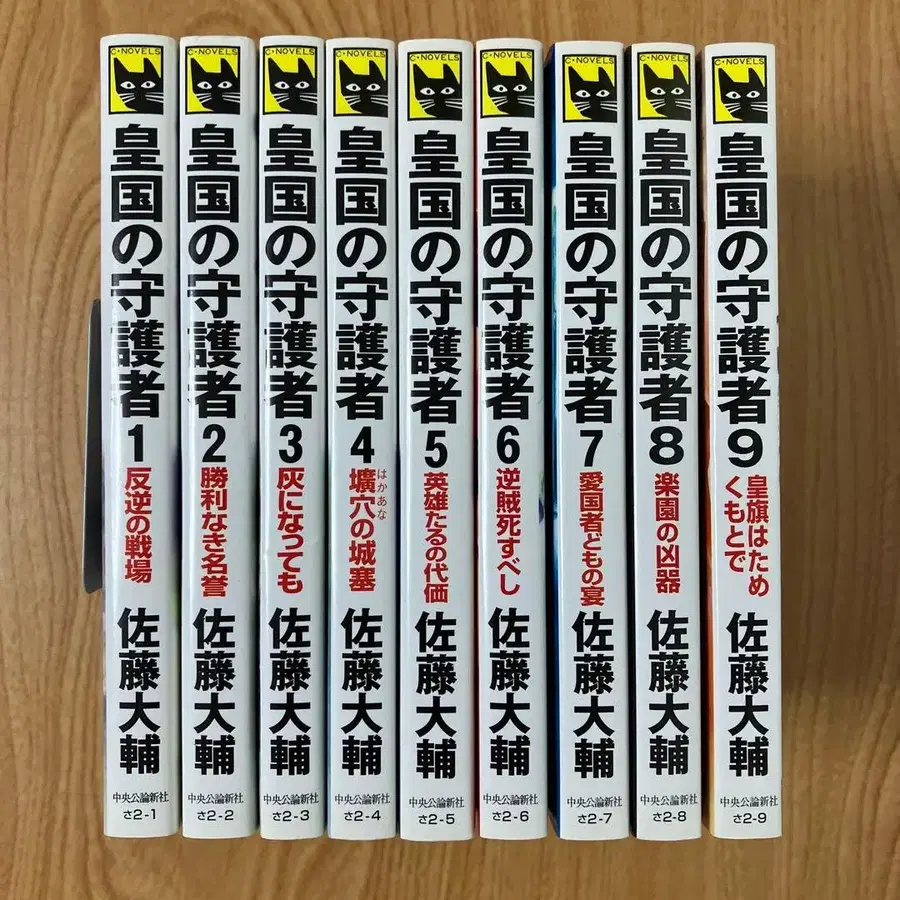 C★NOVELS
皇国の守護者
1
反逆の戦場
佐藤大輔
中央公論新社
さ2-1
C★NOVELS
皇国の守護者
2
勝利なき名誉
佐藤大輔
中央公論新社
さ2-2
C★NOVELS
皇国の守護者
3
灰になっても
佐藤大輔
中央公論新社
さ2-3
C★NOVELS
皇国の守護者
4
はかあな
壙穴の城塞
佐藤大輔
中央公論新社
さ2-4
C★NOVELS
皇国の守護者
5
英雄たるの代価
佐藤大輔
中央公論新社
さ2-5
C★NOVELS
皇国の守護者
6
逆賊死すべし
佐藤大輔
中央公論新社
さ2-6
C★NOVELS
皇国の守護者
7
愛国者どもの宴
佐藤大輔
中央公論新社
さ2-7
C★NOVELS
皇国の守護者
8
楽園の凶器
佐藤大輔
中央公論新社
さ2-8
C★NOVELS
皇国の守護者
9
皇旗はため
くもとで
佐藤大輔
中央公論新社
さ2-9